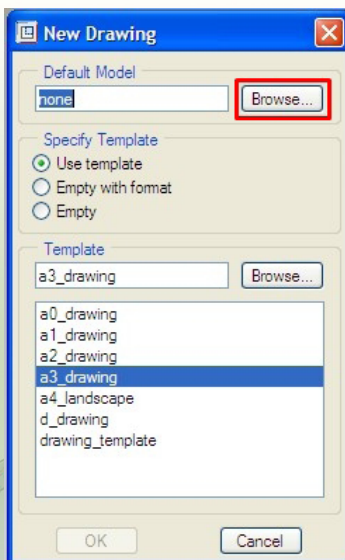 New Drawing
Default Model
none Browse...
Specify Template
Use template
Empty with format
Empty
Template
a3_drawing Browse...
a0_drawing
a1_drawing
a2_drawing
a3_drawing
a4_landscape
d_drawing
drawing_template
OK Cancel